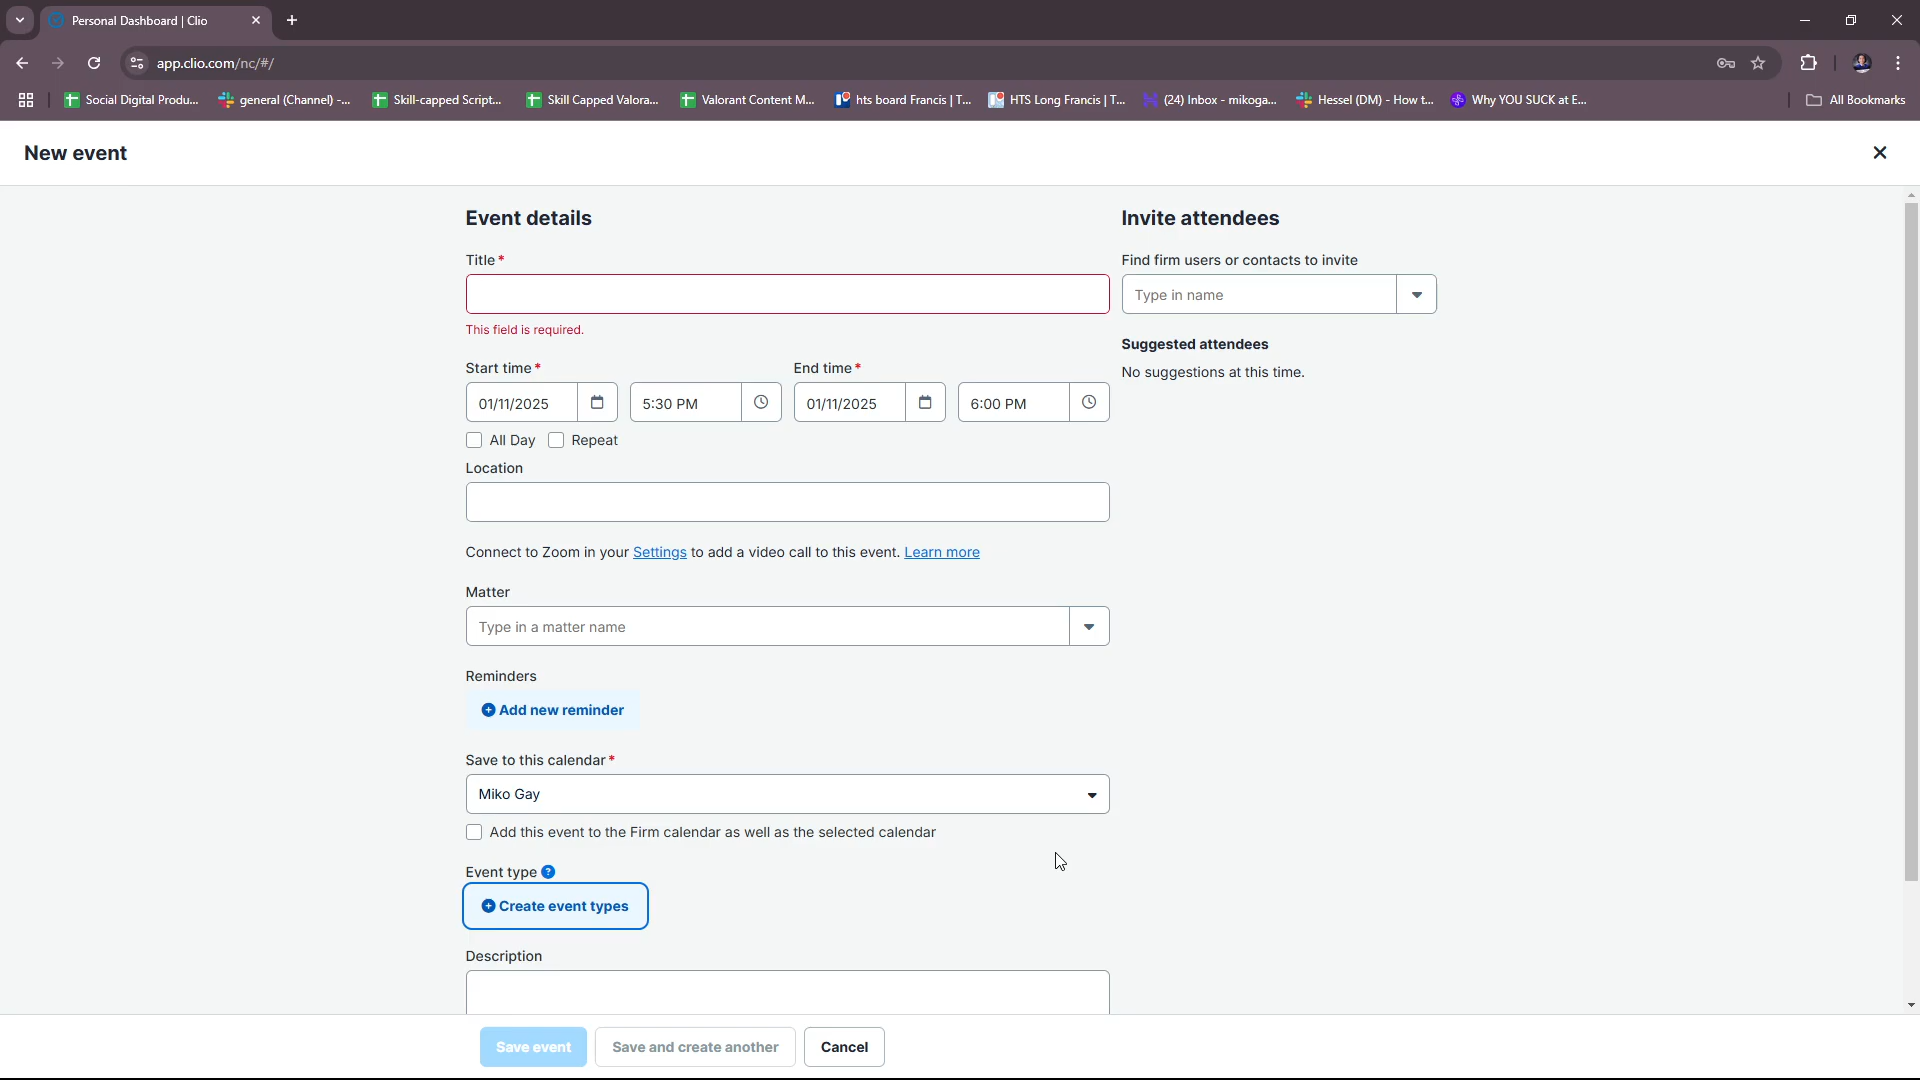 Personal Dashboard | Clio
app.clio.com/nc/#/
Social Digital Produ...
general (Channel) -...
Skill-capped Script...
Skill Capped Valora...
Valorant Content M...
hts board Francis | T...
HTS Long Francis | T...
(24) Inbox - mikoga...
Hessel (DM) - How t...
Why YOU SUCK at E...
All Bookmarks
New event
Event details
Title *
This field is required.
Start time *
End time *
01/11/2025
5:30 PM
01/11/2025
6:00 PM
All Day
Repeat
Location
Connect to Zoom in your Settings to add a video call to this event. Learn more
Matter
Type in a matter name
Reminders
Add new reminder
Save to this calendar *
Miko Gay
Add this event to the Firm calendar as well as the selected calendar
Event type ?
Create event types
Description
Invite attendees
Find firm users or contacts to invite
Type in name
Suggested attendees
No suggestions at this time.
Save event
Save and create another
Cancel